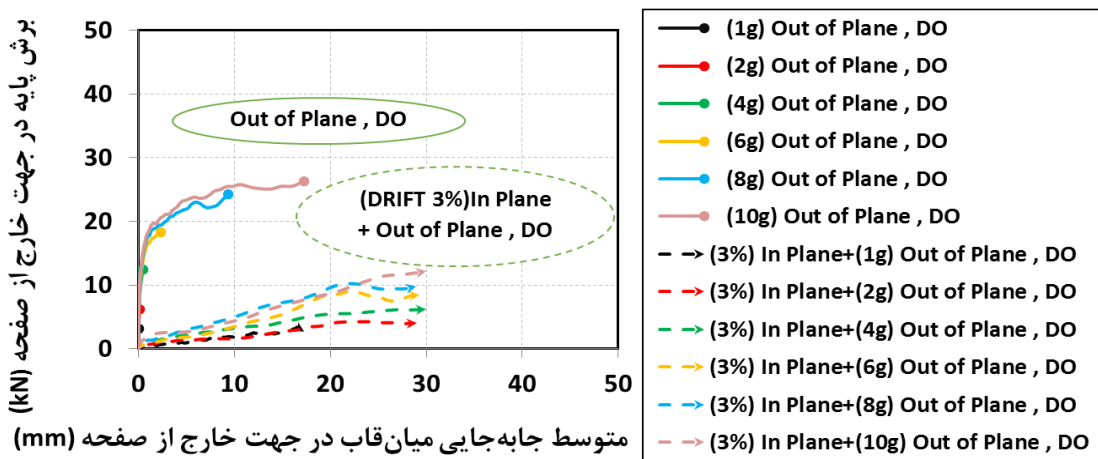 برش پایه در جهت خارج از صفحه (kN)
50
40
30
20
10
0
Out of Plane , DO
(DRIFT 3%)In Plane
+ Out of Plane , DO
0 10 20 30 40 50
متوسط جابه‌جایی میان‌قاب در جهت خارج از صفحه (mm)
(1g) Out of Plane , DO
(2g) Out of Plane , DO
(4g) Out of Plane , DO
(6g) Out of Plane , DO
(8g) Out of Plane , DO
(10g) Out of Plane , DO
(3%) In Plane+(1g) Out of Plane , DO
(3%) In Plane+(2g) Out of Plane , DO
(3%) In Plane+(4g) Out of Plane , DO
(3%) In Plane+(6g) Out of Plane , DO
(3%) In Plane+(8g) Out of Plane , DO
(3%) In Plane+(10g) Out of Plane , DO